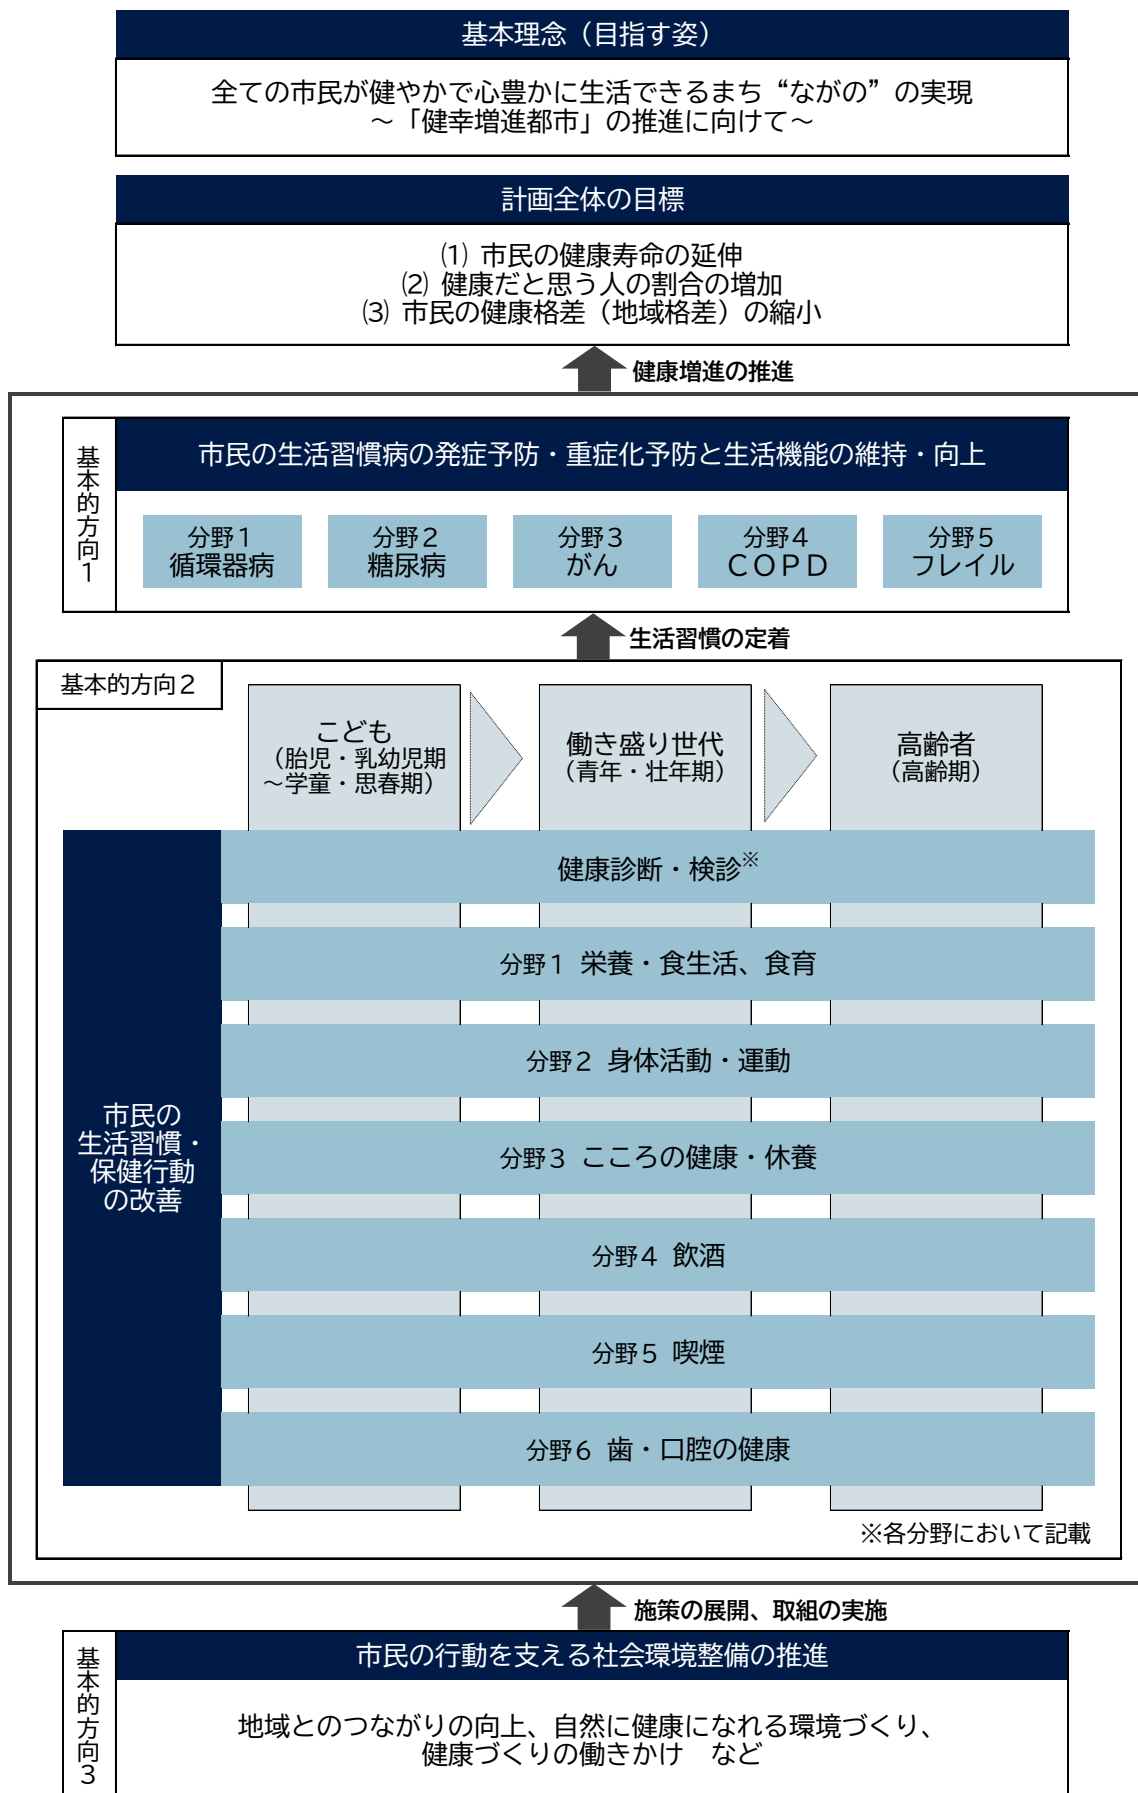 基本理念（目指す姿）
全ての市民が健やかで心豊かに生活できるまち“ながの”の実現
～「健幸増進都市」の推進に向けて～
計画全体の目標
⑴ 市民の健康寿命の延伸
⑵ 健康だと思う人の割合の増加
⑶ 市民の健康格差（地域格差）の縮小
健康増進の推進
基本的方向１
市民の生活習慣病の発症予防・重症化予防と生活機能の維持・向上
分野１
循環器病
分野２
糖尿病
分野３
がん
分野４
ＣＯＰＤ
分野５
フレイル
生活習慣の定着
基本的方向２
こども
（胎児・乳幼児期
～学童・思春期）
働き盛り世代
（青年・壮年期）
高齢者
（高齢期）
市民の
生活習慣・
保健行動
の改善
健康診断・検診※
分野１ 栄養・食生活、食育
分野２ 身体活動・運動
分野３ こころの健康・休養
分野４ 飲酒
分野５ 喫煙
分野６ 歯・口腔の健康
※各分野において記載
施策の展開、取組の実施
基本的方向３
市民の行動を支える社会環境整備の推進
地域とのつながりの向上、自然に健康になれる環境づくり、
健康づくりの働きかけ　など